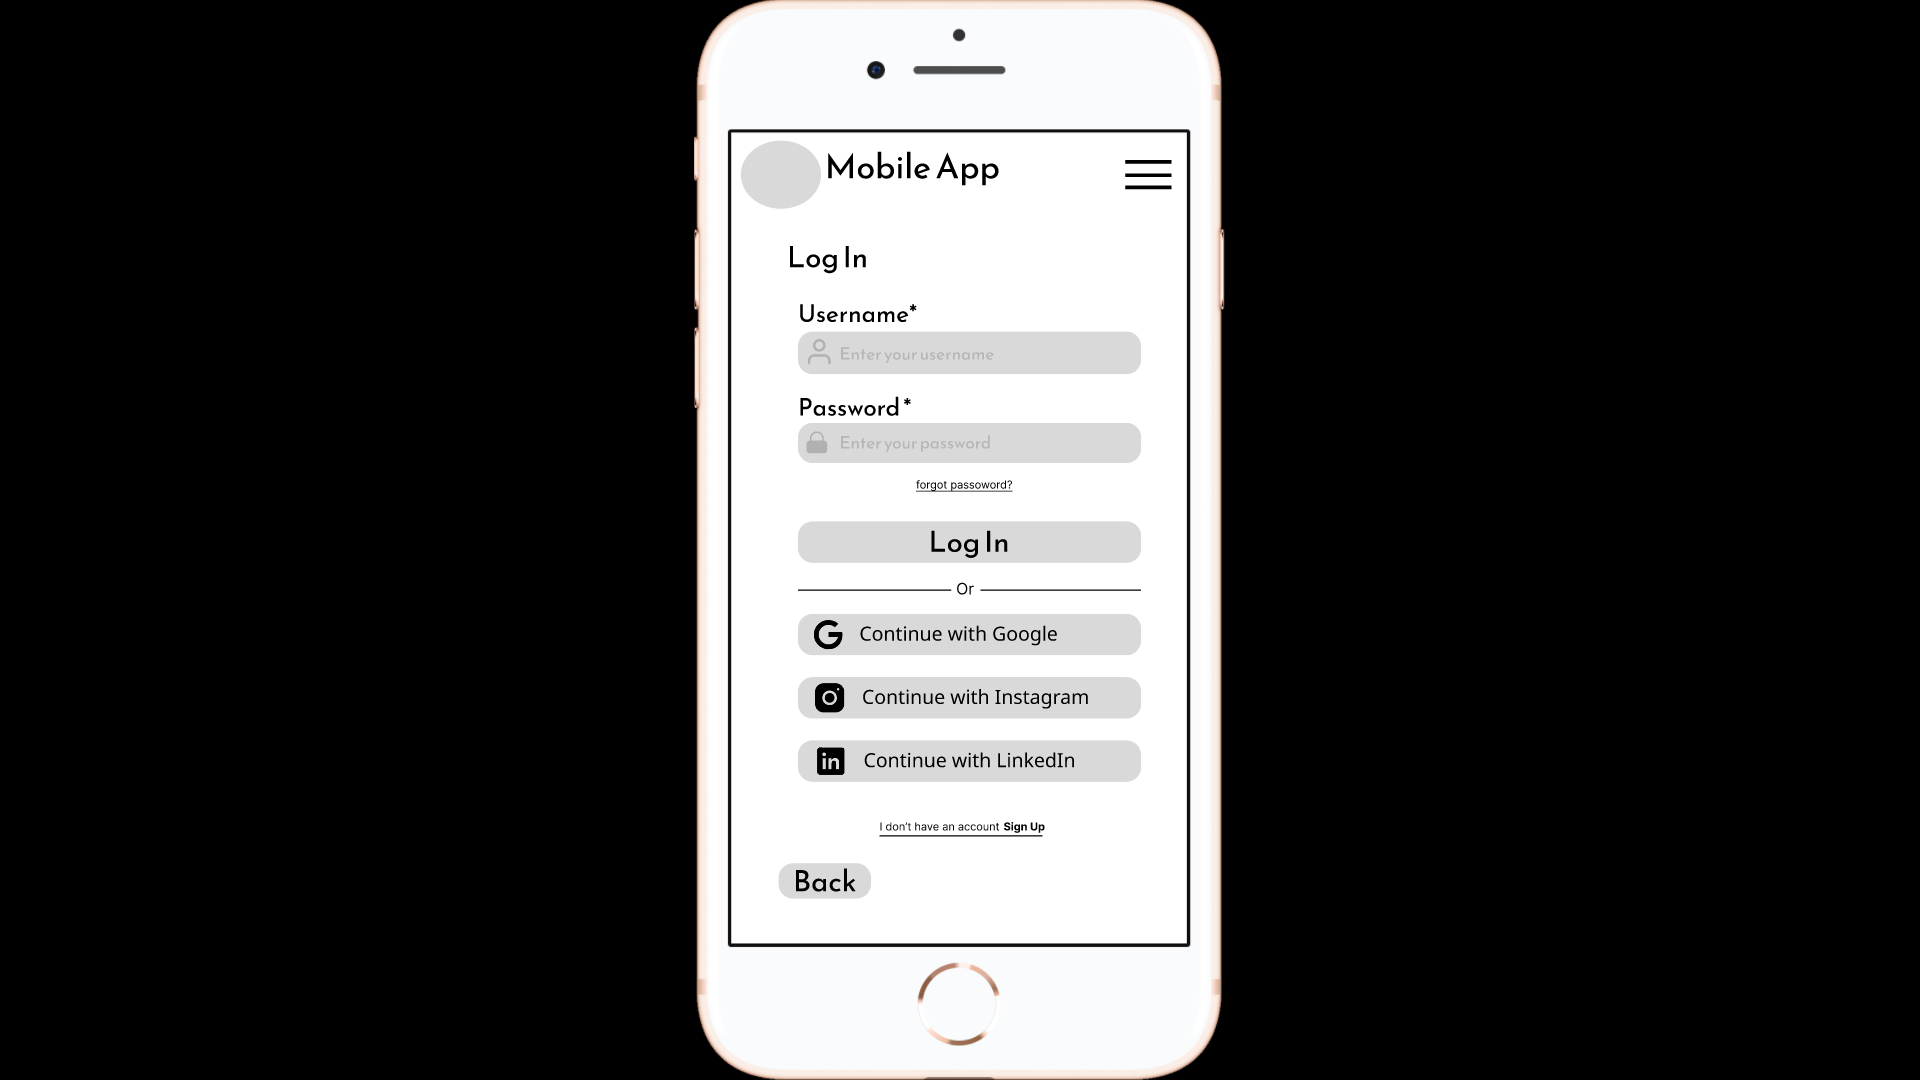 Mobile App
Log In
Username*
Enter your username
Password *
Enter your password
forgot passoword?
Log In
Or
Continue with Google
Continue with Instagram
in Continue with LinkedIn
I don't have an account Sign Up
Back